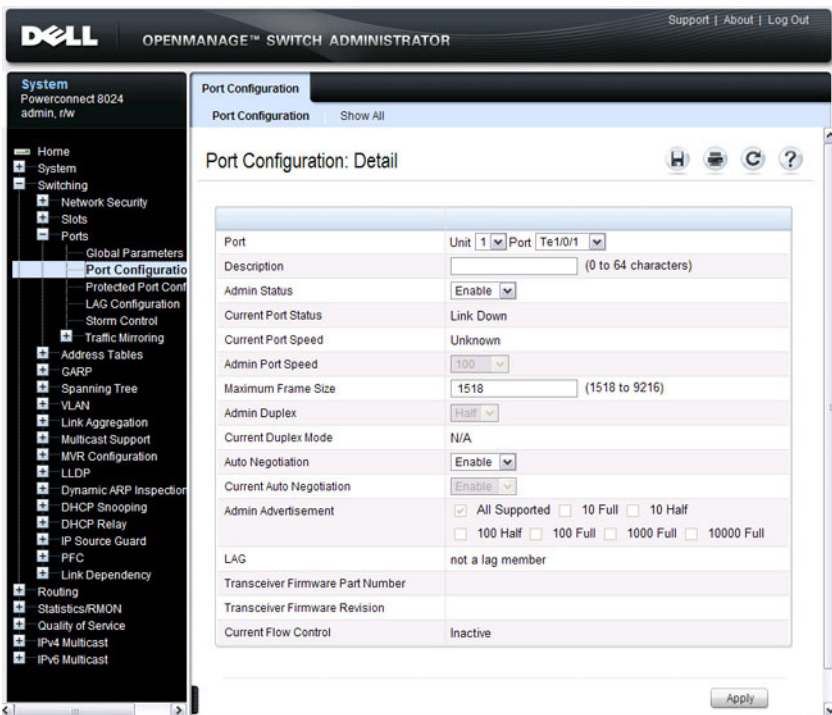 Support | About | Log Out
DELL
OPENMANAGE™ SWITCH ADMINISTRATOR
System
Powerconnect 8024
admin, r/w
Home
System
Switching
Network Security
Slots
Ports
Global Parameters
Port Configuratio
Protected Port Conf
LAG Configuration
Storm Control
Traffic Mirroring
Address Tables
GARP
Spanning Tree
VLAN
Link Aggregation
Multicast Support
MVR Configuration
LLDP
Dynamic ARP Inspection
DHCP Snooping
DHCP Relay
IP Source Guard
PFC
Link Dependency
Routing
Statistics/RMON
Quality of Service
IPv4 Multicast
IPv6 Multicast
Port Configuration
Port Configuration Show All
Port Configuration: Detail
?
Port Unit 1 Port Te1/0/1
Description (0 to 64 characters)
Admin Status Enable
Current Port Status Link Down
Current Port Speed Unknown
Admin Port Speed 100
Maximum Frame Size 1518 (1518 to 9216)
Admin Duplex Half
Current Duplex Mode N/A
Auto Negotiation Enable
Current Auto Negotiation Enable
Admin Advertisement All Supported 10 Full 10 Half
100 Half 100 Full 1000 Full 10000 Full
LAG not a lag member
Transceiver Firmware Part Number
Transceiver Firmware Revision
Current Flow Control Inactive
Apply